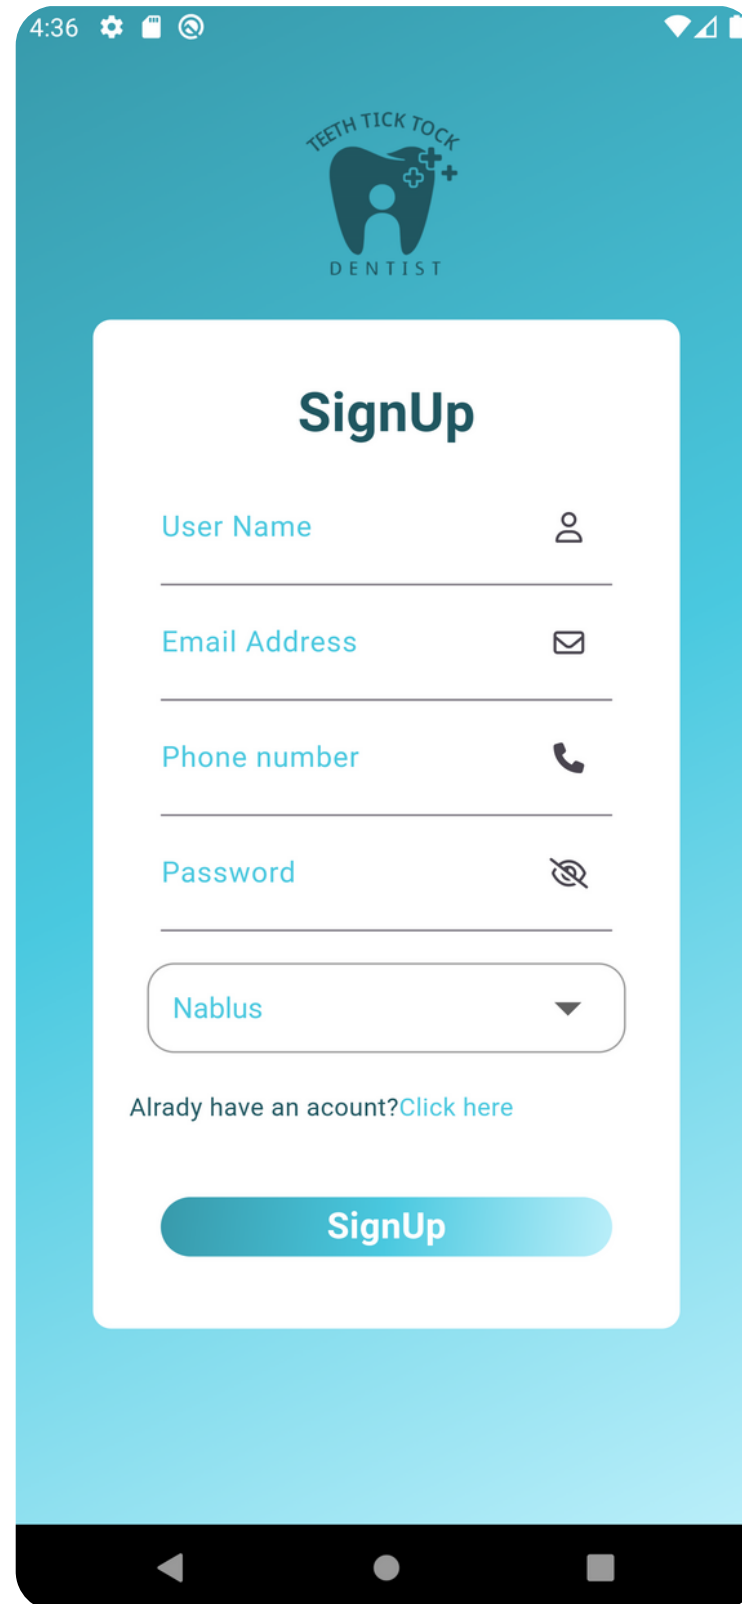 4:36
TEETH TICK TOCK
DENTIST
SignUp
User Name
Email Address
Phone number
Password
Nablus
Alrady have an acount?Click here
SignUp